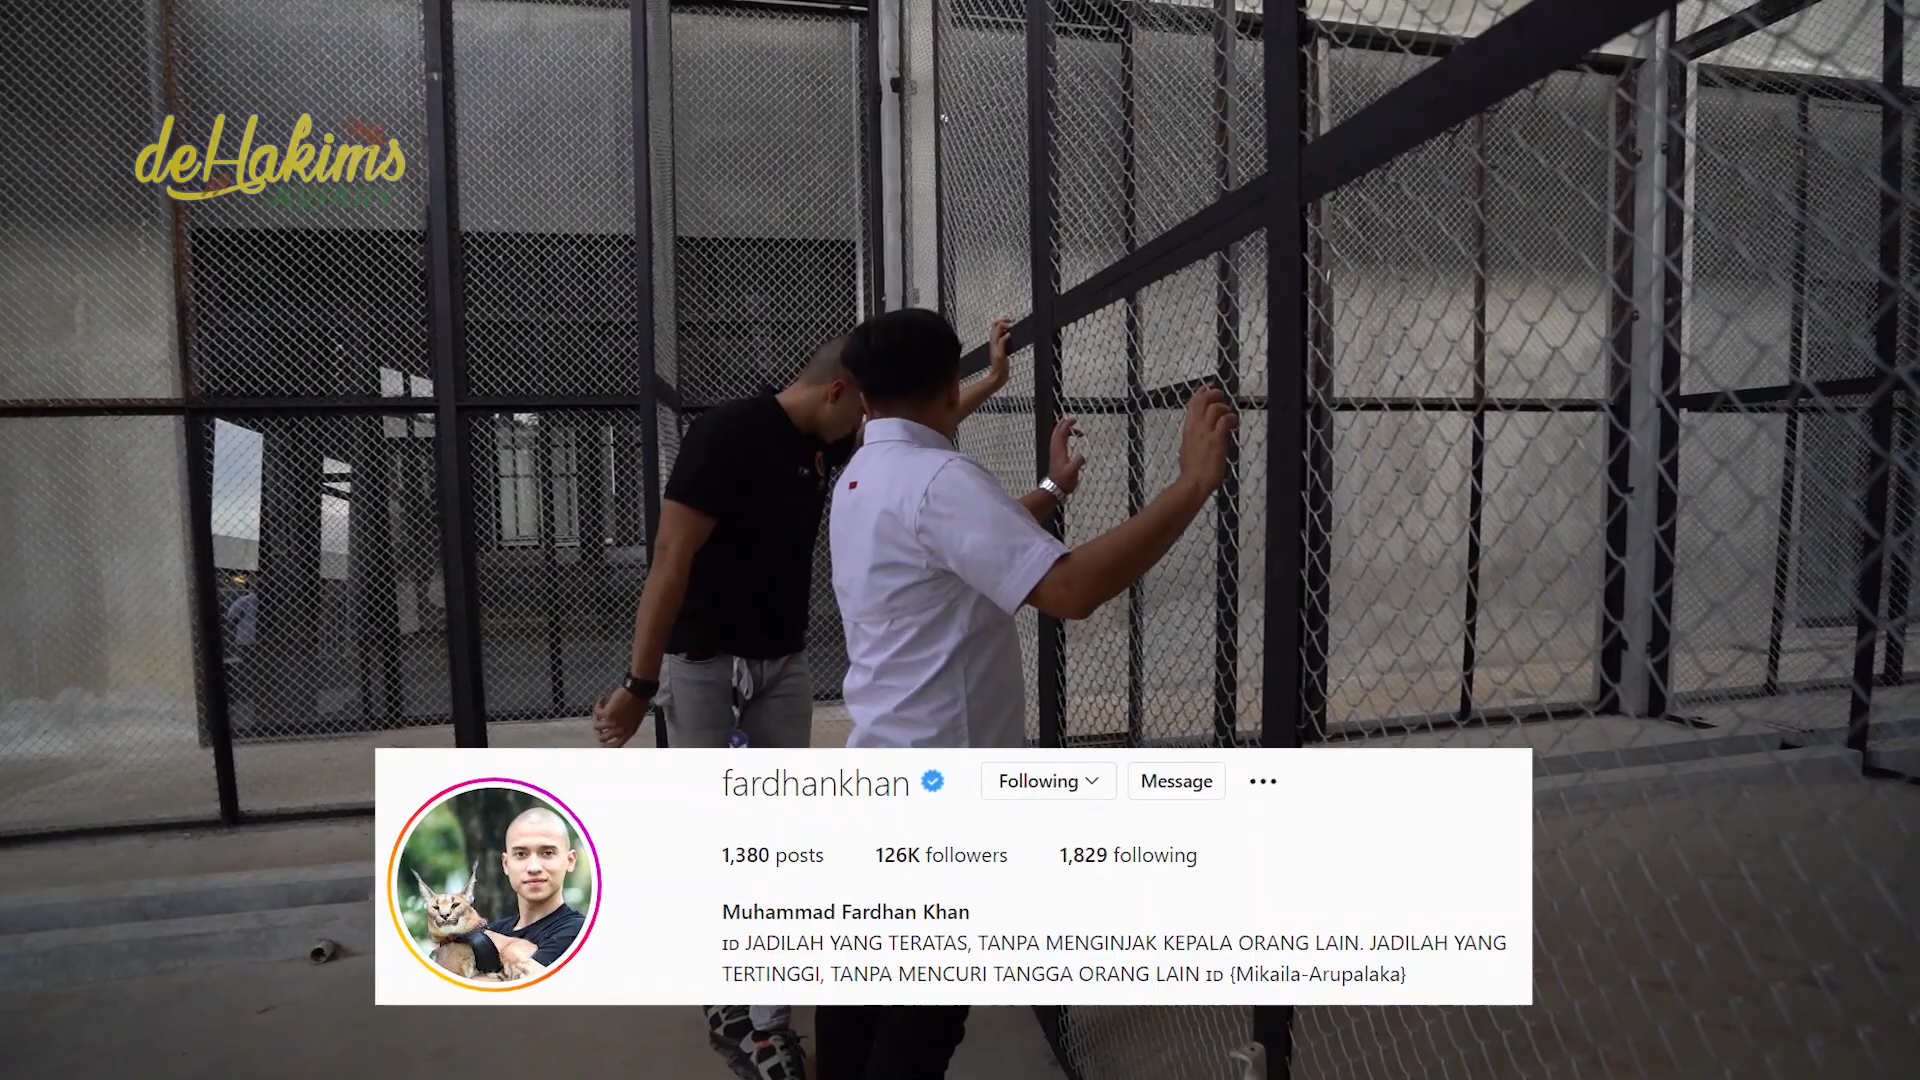 deHakims
fardhankhan
Following
Message
1,380 posts
126K followers
1,829 following
Muhammad Fardhan Khan
ID JADILAH YANG TERATAS, TANPA MENGINJAK KEPALA ORANG LAIN. JADILAH YANG
TERTINGGI, TANPA MENCURI TANGGA ORANG LAIN ID {Mikaila-Arupalaka}